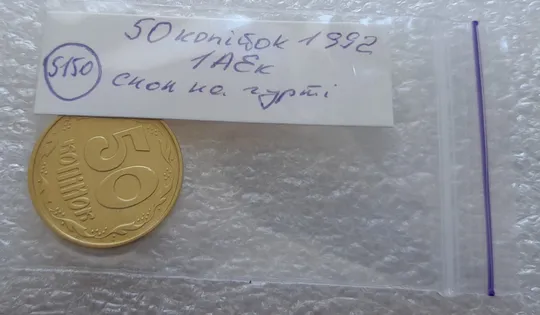 50 копійок 1992
1АЕк
скол на гурті
5150
50
КОПІЙОК